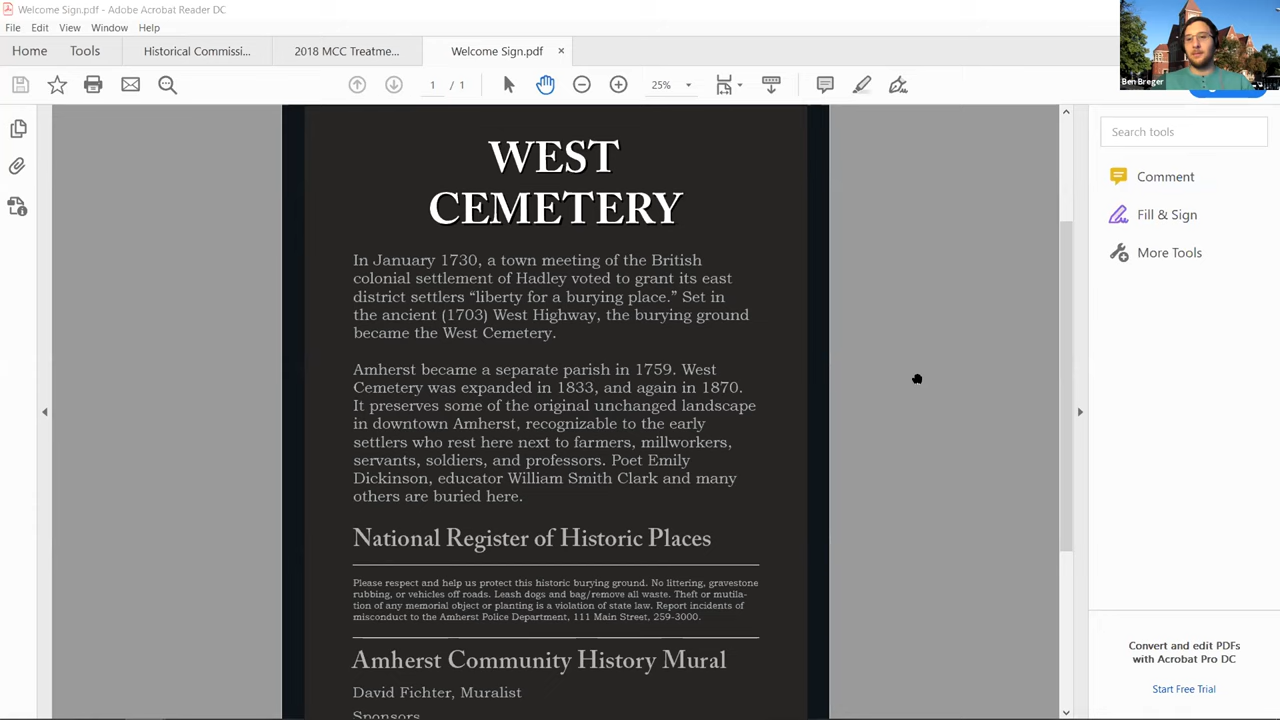 Welcome Sign.pdf - Adobe Acrobat Reader DC
File Edit View Window Help
Home Tools Historical Commissi... 2018 MCC Treatme... Welcome Sign.pdf ×
1 / 1 25%
Ben Breger
Search tools
Comment
Fill & Sign
More Tools
WEST
CEMETERY
In January 1730, a town meeting of the British
colonial settlement of Hadley voted to grant its east
district settlers “liberty for a burying place.” Set in
the ancient (1703) West Highway, the burying ground
became the West Cemetery.
Amherst became a separate parish in 1759. West
Cemetery was expanded in 1833, and again in 1870.
It preserves some of the original unchanged landscape
in downtown Amherst, recognizable to the early
settlers who rest here next to farmers, millworkers,
servants, soldiers, and professors. Poet Emily
Dickinson, educator William Smith Clark and many
others are buried here.
National Register of Historic Places
Please respect and help us protect this historic burying ground. No littering, gravestone
rubbing, or vehicles off roads. Leash dogs and bag/remove all waste. Theft or mutila-
tion of any memorial object or planting is a violation of state law. Report incidents of
misconduct to the Amherst Police Department, 111 Main Street, 259-3000.
Amherst Community History Mural
David Fichter, Muralist
Sponsors
Convert and edit PDFs
with Acrobat Pro DC
Start Free Trial